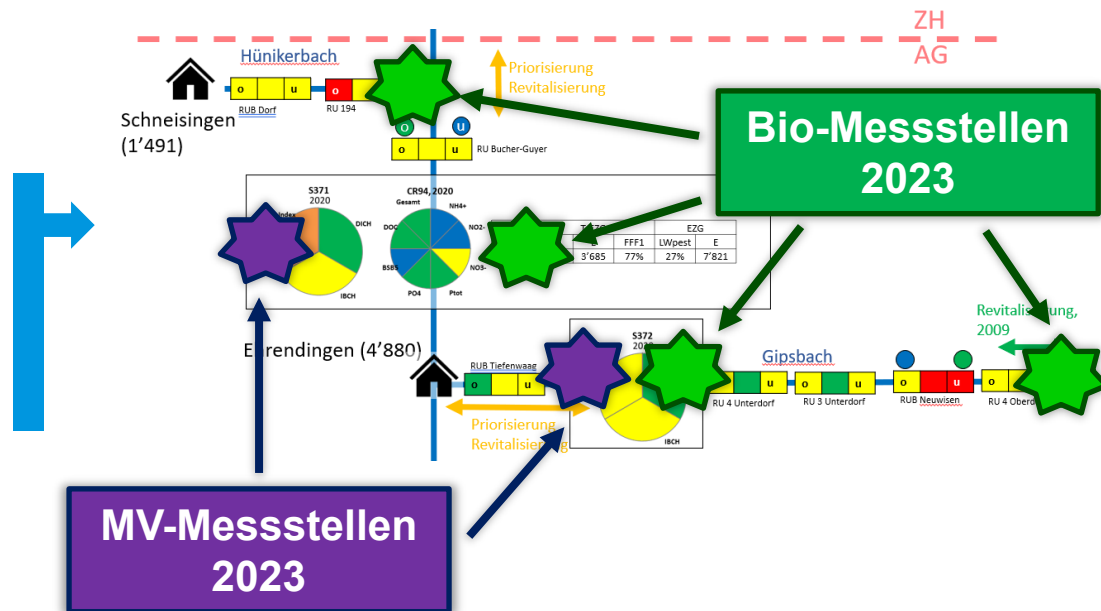 ZH
AG
Hünikerbach
Priorisierung
Revitalisierung
o u
o
RUB Dorf
RU 194
Schneisingen
(1’491)
o u
o u
RU Bucher-Guyer
Bio-Messstellen
2023
S371
2020
CR94, 2020
Gesamt
NH4+
DICH
DOC
NO2-
BSB5
NO3-
IBCH
PO4
Ptot
EZG
FFF1 LWpest E
3’685 77% 27% 7’821
Ehrendingen (4’880)
RUB Tiefenwaag
o u
S372
IBCH
Gipsbach
Revitalisierung,
2009
u o u o u o
RU 4 Unterdorf
RU 3 Unterdorf
RUB Neuwisen
Priorisierung
Revitalisierung
MV-Messstellen
2023